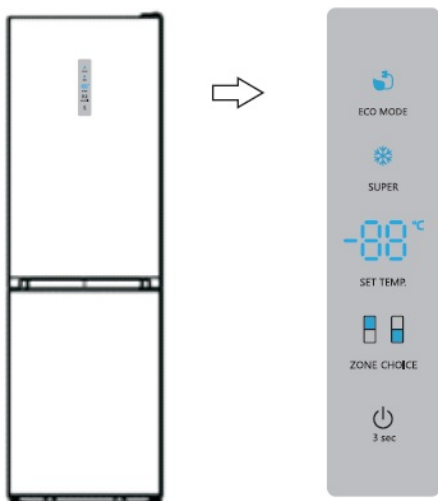 ECO MODE
SUPER
-88 °C
SET TEMP.
ZONE CHOICE
3 sec